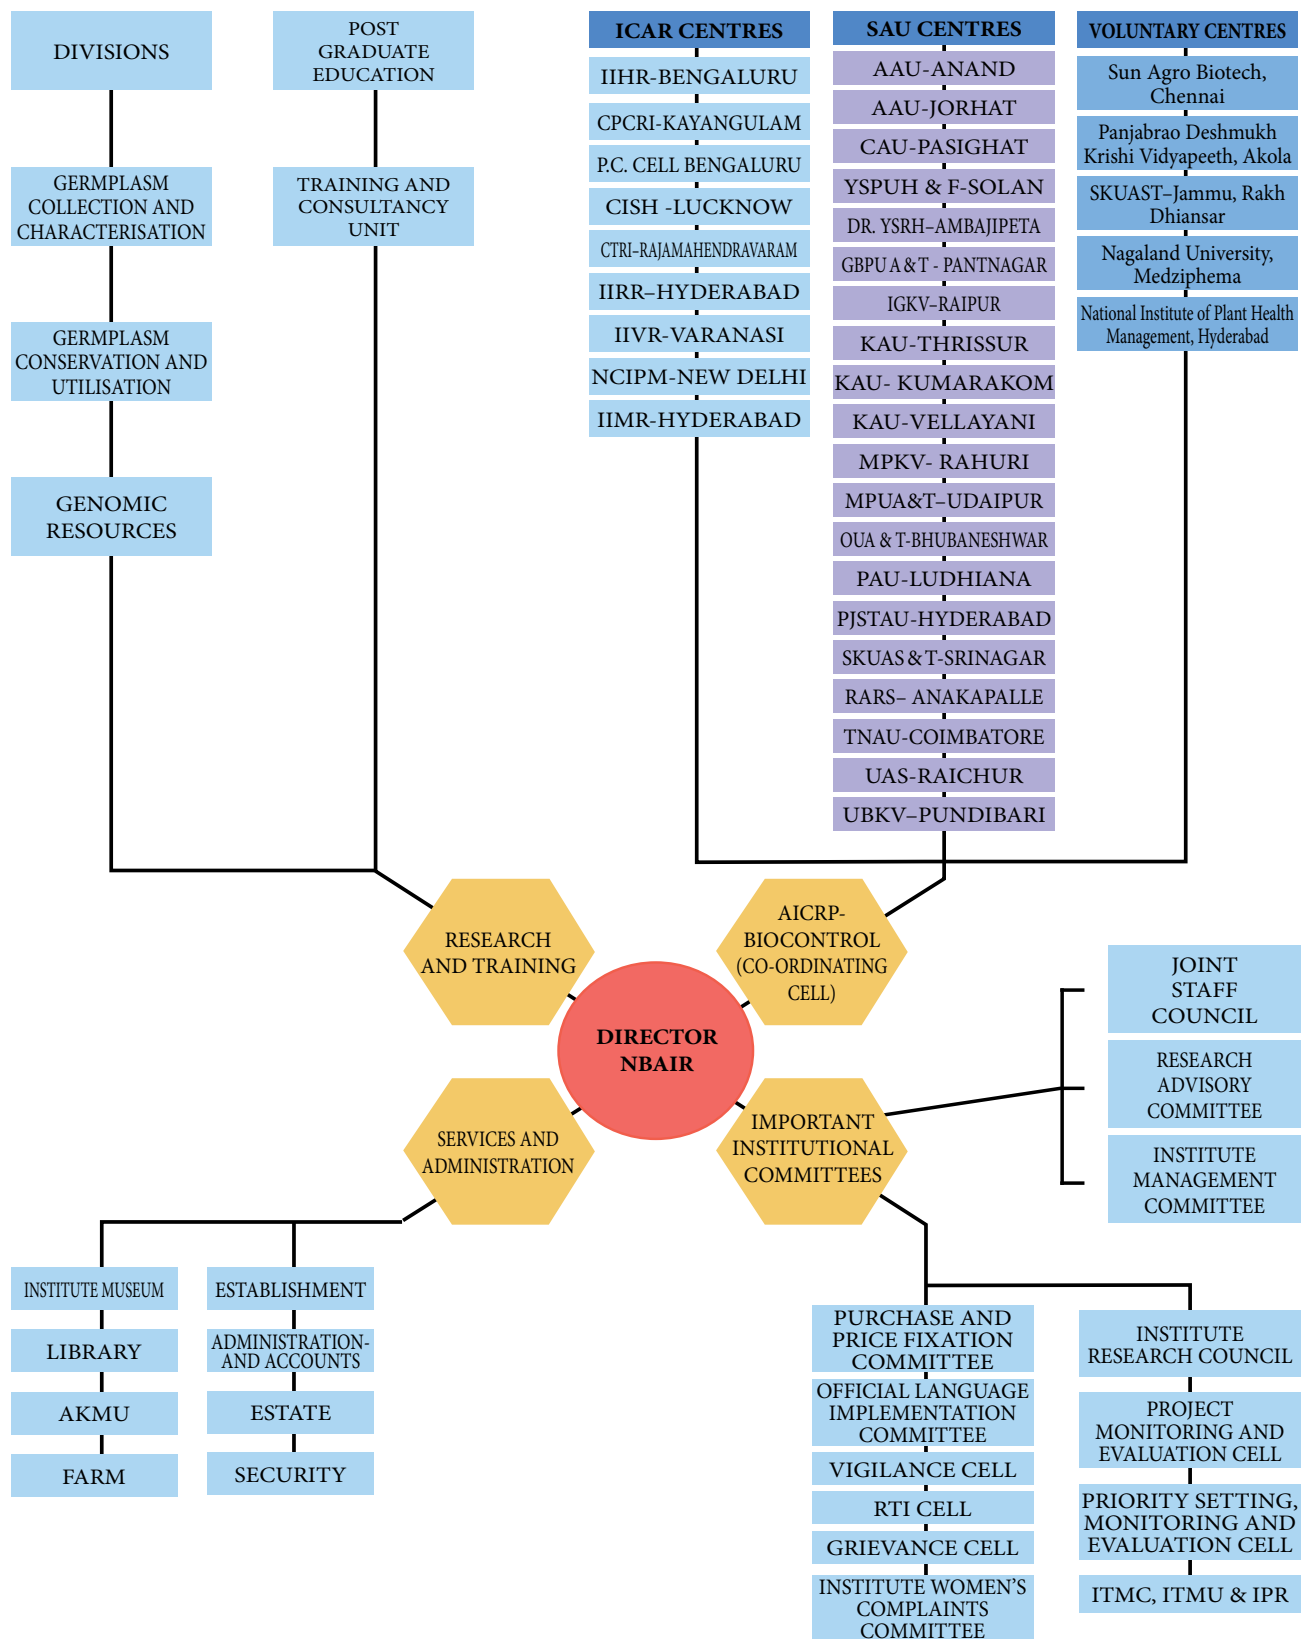 DIVISIONS
GERMPLASM
COLLECTION AND
CHARACTERISATION
GERMPLASM
CONSERVATION AND
UTILISATION
GENOMIC
RESOURCES
POST
GRADUATE
EDUCATION
TRAINING AND
CONSULTANCY
UNIT
ICAR CENTRES
IIHR-BENGALURU
CPCRI-KAYANGULAM
P.C. CELL BENGALURU
CISH -LUCKNOW
CTRI–RAJAMAHENDRAVARAM
IIRR–HYDERABAD
IIVR-VARANASI
NCIPM-NEW DELHI
IIMR-HYDERABAD
SAU CENTRES
AAU-ANAND
AAU-JORHAT
CAU-PASIGHAT
YSPUH & F-SOLAN
DR. YSRH–AMBAJIPETA
GBPU A & T - PANTNAGAR
IGKV–RAIPUR
KAU-THRISSUR
KAU- KUMARAKOM
KAU-VELLAYANI
MPKV- RAHURI
MPUA&T–UDAIPUR
OUA & T-BHUBANESHWAR
PAU-LUDHIANA
PJSTAU-HYDERABAD
SKUAS & T-SRINAGAR
RARS– ANAKAPALLE
TNAU-COIMBATORE
UAS-RAICHUR
UBKV–PUNDIBARI
VOLUNTARY CENTRES
Sun Agro Biotech,
Chennai
Panjabrao Deshmukh
Krishi Vidyapeeth, Akola
SKUAST–Jammu, Rakh
Dhiansar
Nagaland University,
Medziphema
National Institute of Plant Health
Management, Hyderabad
RESEARCH
AND TRAINING
AICRP-
BIOCONTROL
(CO-ORDINATING
CELL)
DIRECTOR
NBAIR
SERVICES AND
ADMINISTRATION
IMPORTANT
INSTITUTIONAL
COMMITTEES
JOINT
STAFF
COUNCIL
RESEARCH
ADVISORY
COMMITTEE
INSTITUTE
MANAGEMENT
COMMITTEE
INSTITUTE MUSEUM
LIBRARY
AKMU
FARM
ESTABLISHMENT
ADMINISTRATION-
AND ACCOUNTS
ESTATE
SECURITY
PURCHASE AND
PRICE FIXATION
COMMITTEE
OFFICIAL LANGUAGE
IMPLEMENTATION
COMMITTEE
VIGILANCE CELL
RTI CELL
GRIEVANCE CELL
INSTITUTE WOMEN'S
COMPLAINTS
COMMITTEE
INSTITUTE
RESEARCH COUNCIL
PROJECT
MONITORING AND
EVALUATION CELL
PRIORITY SETTING,
MONITORING AND
EVALUATION CELL
ITMC, ITMU & IPR